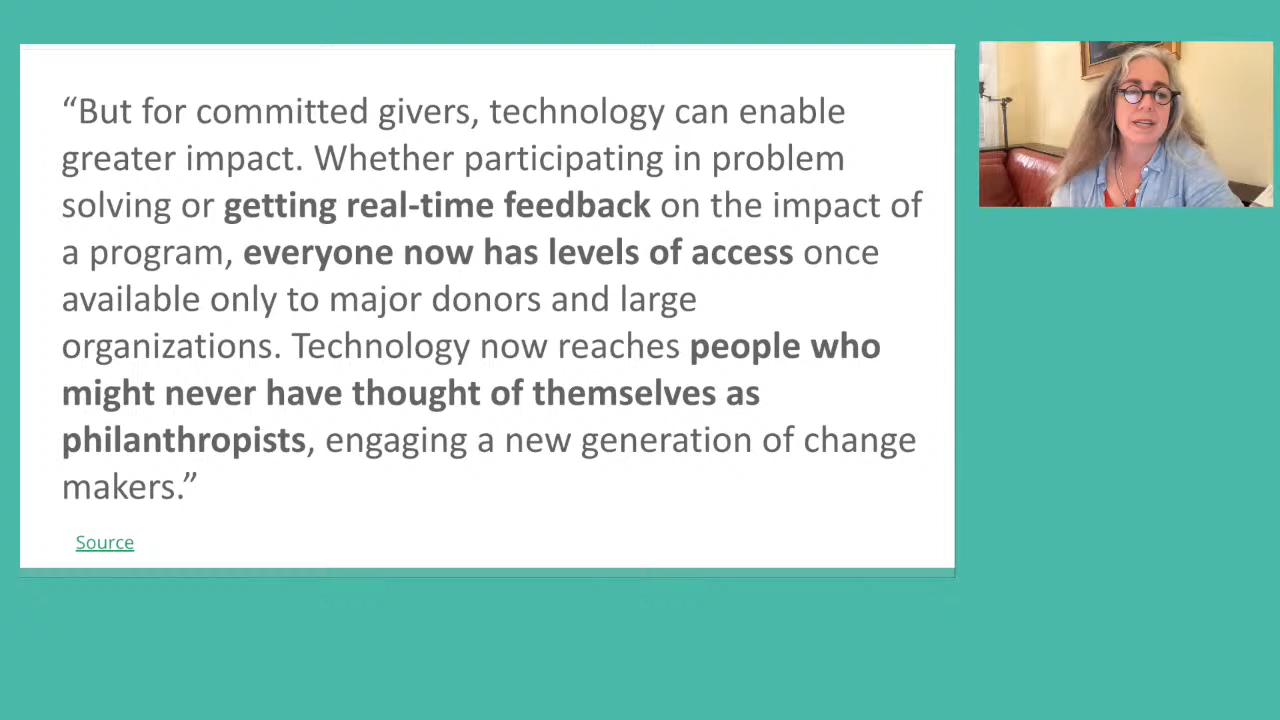 “But for committed givers, technology can enable
greater impact. Whether participating in problem
solving or getting real-time feedback on the impact of
a program, everyone now has levels of access once
available only to major donors and large
organizations. Technology now reaches people who
might never have thought of themselves as
philanthropists, engaging a new generation of change
makers.”
Source